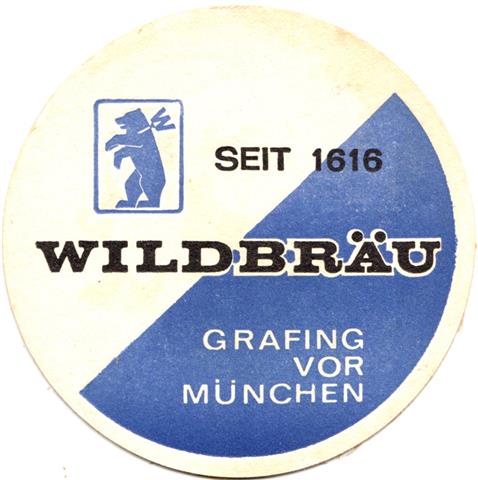 W
SEIT 1616
WILDBRÄU
GRAFING
VOR
MÜNCHEN